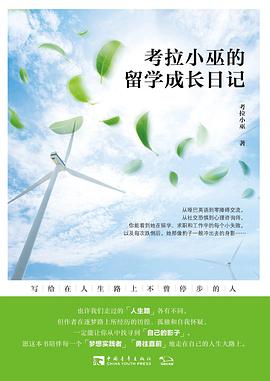 考拉小巫的
留学成长日记
考拉小巫 著
从哑巴英语到零障碍交流,
从社交恐惧到心理咨询师,
你能看到她在留学、求职和工作中的每个小失败,
以及每次跌倒后, 她那像豹子一般冲出去的身影……
写给在人生路上不曾停步的人
也许我们走过的“人生路”各有不同,
但作者在逐梦路上所经历的彷徨、孤独和自我怀疑,
一定能让你从中找到“自己的影子”。
愿这本书陪伴每一个“梦想实践者”勇往直前地走在自己的人生大路上。
中国青年出版社